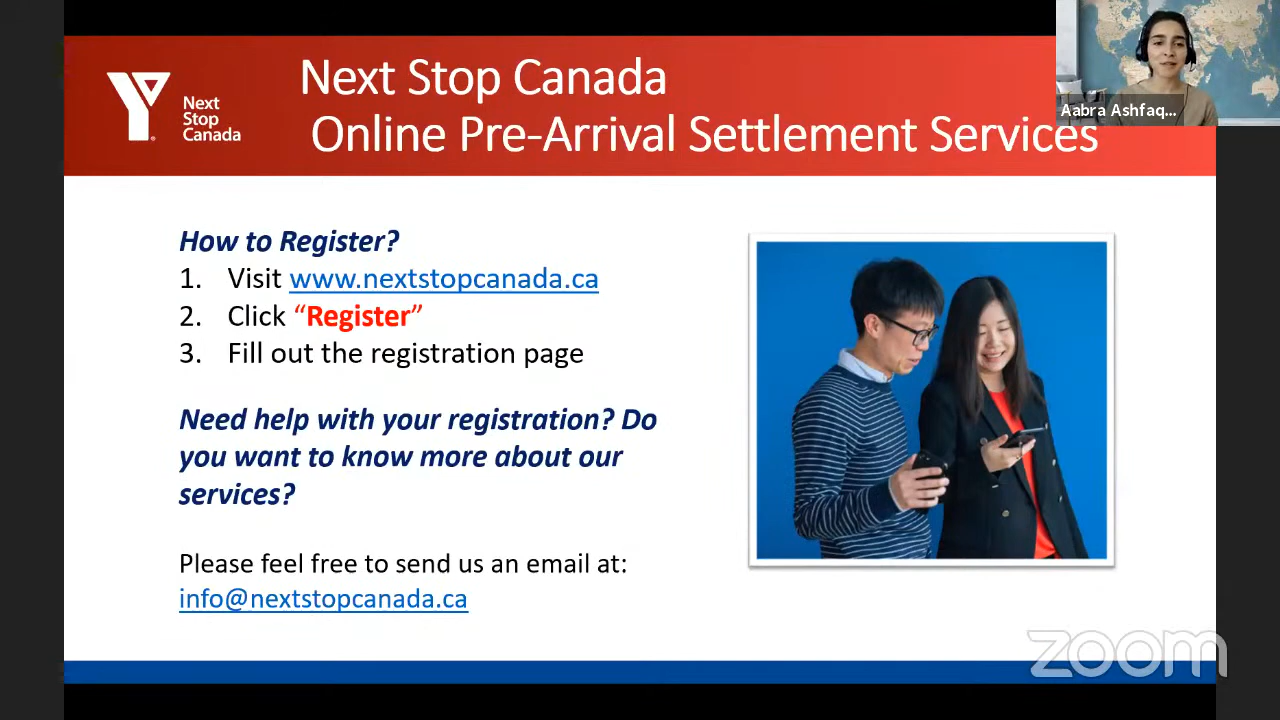 Next Stop Canada
Online Pre-Arrival Settlement Services
Next
Stop
Canada
Aabra Ashfaq...
How to Register?
1. Visit www.nextstopcanada.ca
2. Click “Register”
3. Fill out the registration page
Need help with your registration? Do
you want to know more about our
services?
Please feel free to send us an email at:
info@nextstopcanada.ca
zoom